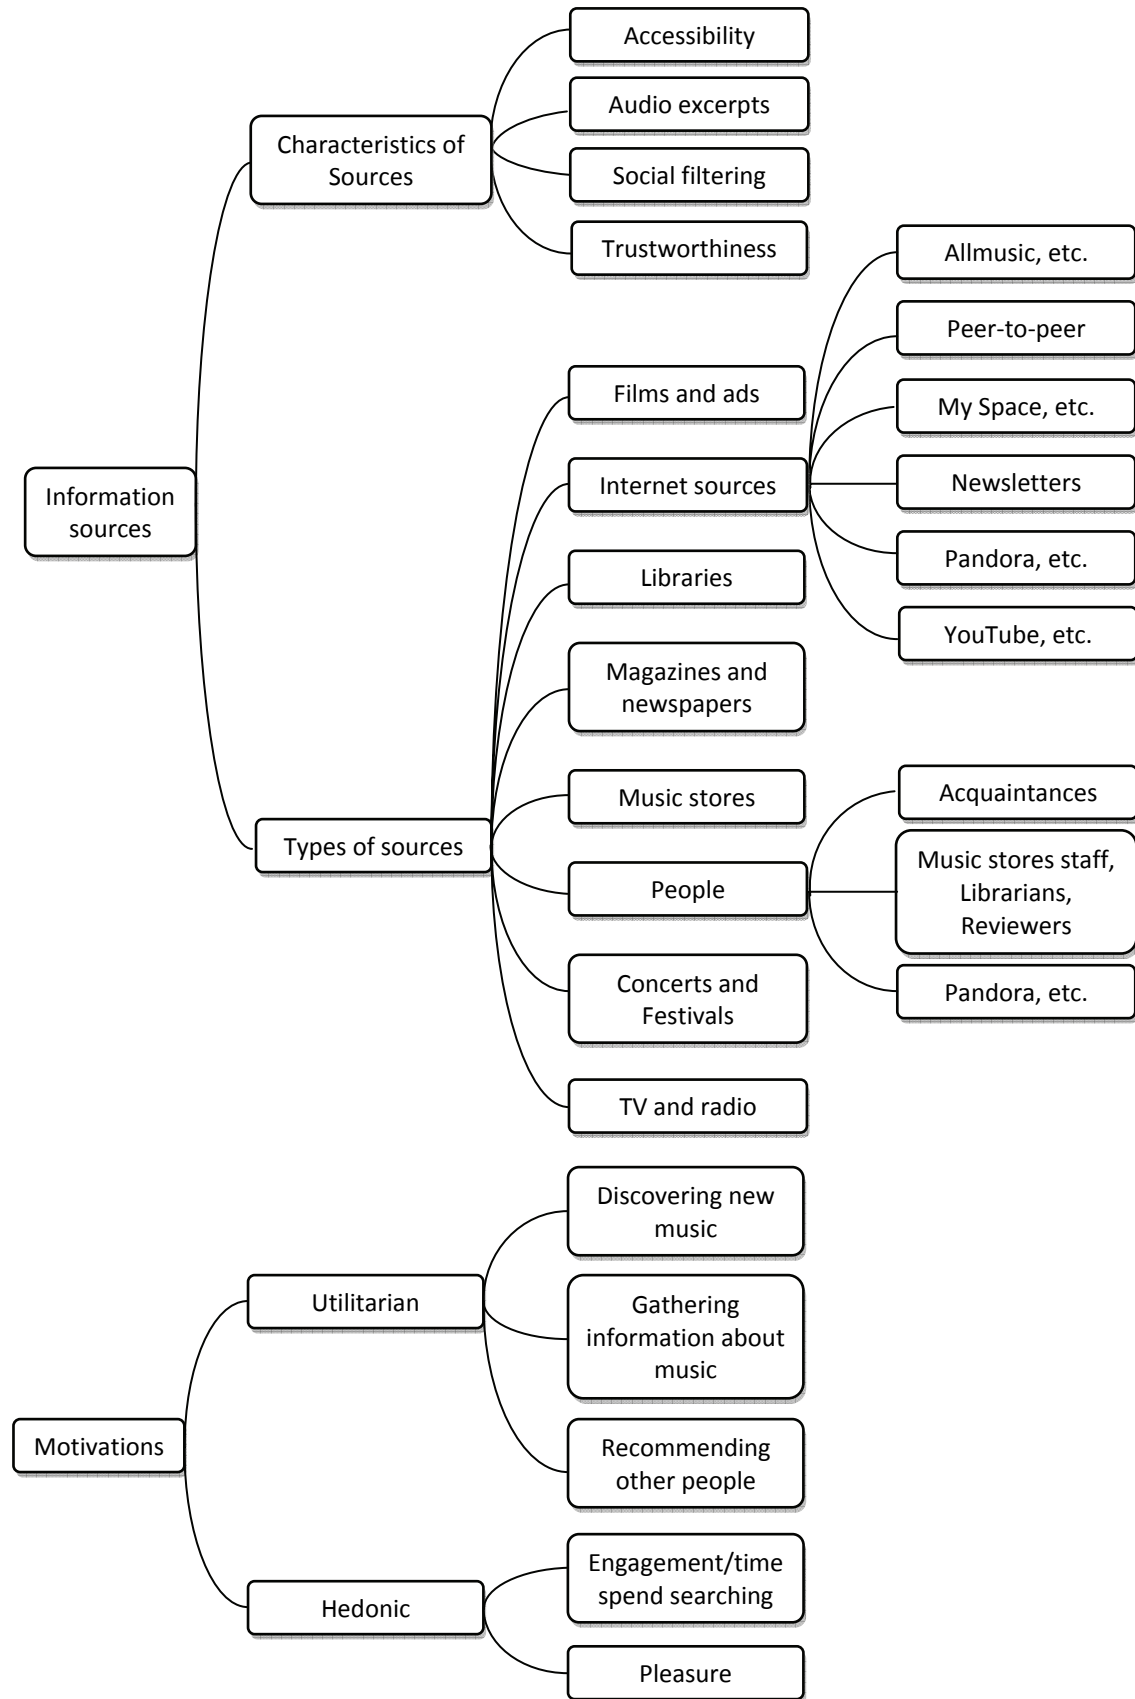 Accessibility
Audio excerpts
Characteristics of
Sources
Social filtering
Trustworthiness
Allmusic, etc.
Peer-to-peer
Films and ads
My Space, etc.
Information
sources
Internet sources
Newsletters
Libraries
Pandora, etc.
YouTube, etc.
Magazines and
newspapers
Music stores
Acquaintances
Types of sources
People
Music stores staff,
Librarians,
Reviewers
Concerts and
Festivals
Pandora, etc.
TV and radio
Discovering new
music
Utilitarian
Gathering
information about
music
Motivations
Recommending
other people
Engagement/time
spend searching
Hedonic
Pleasure